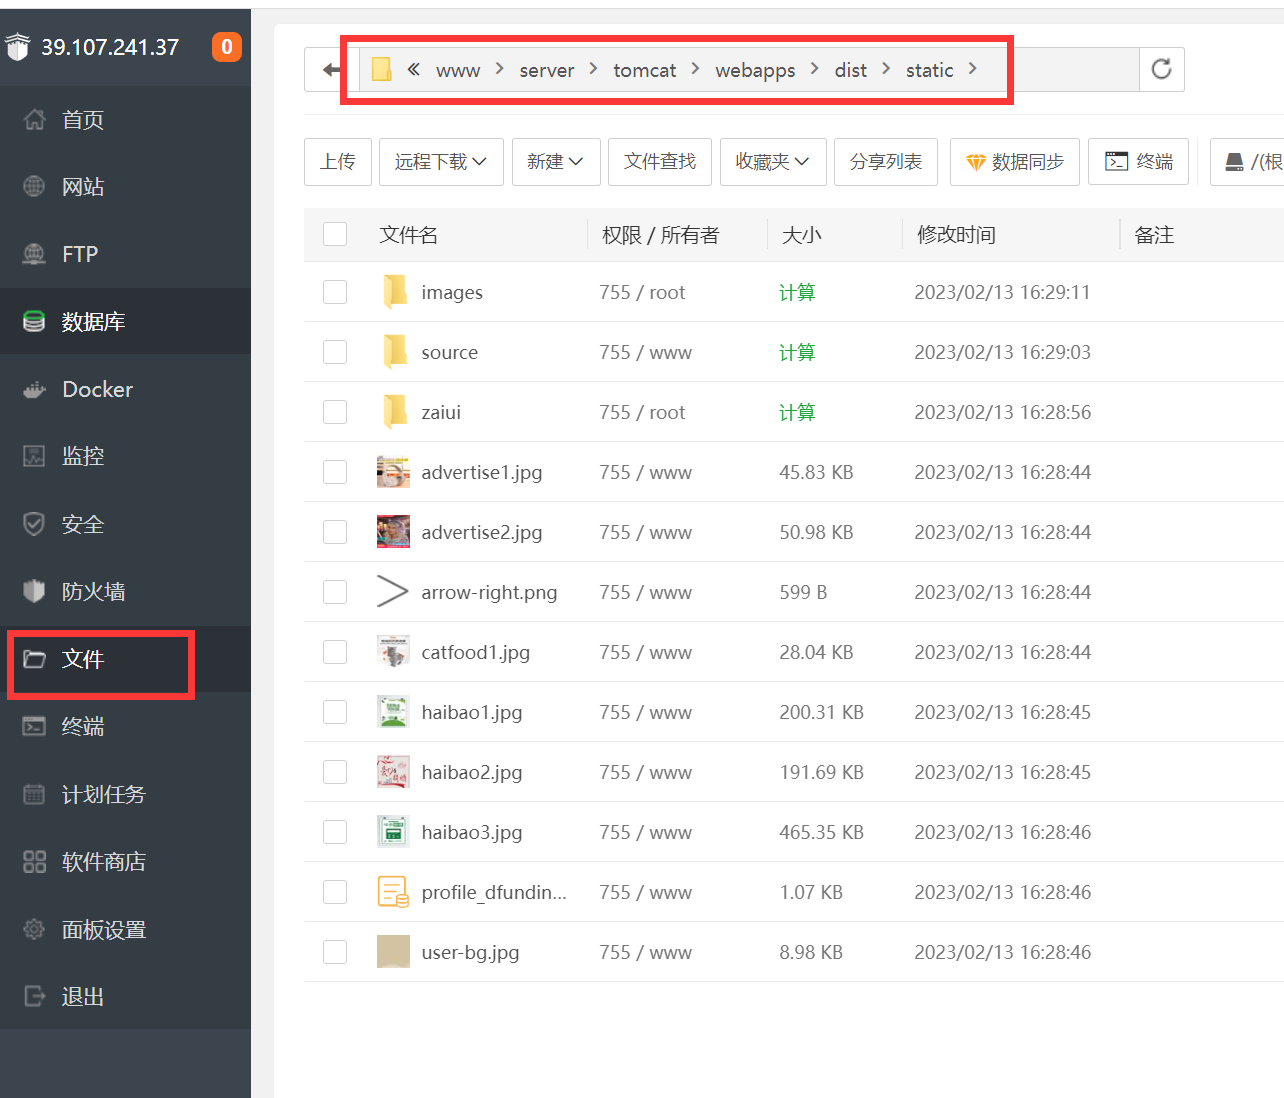 39.107.241.37 0
首页
网站
FTP
数据库
Docker
监控
安全
防火墙
文件
终端
计划任务
软件商店
面板设置
退出
« www > server > tomcat > webapps > dist > static >
上传 远程下载 新建 文件查找 收藏夹 分享列表 数据同步 终端 /(根
文件名 权限 / 所有者 大小 修改时间 备注
images 755 / root 计算 2023/02/13 16:29:11
source 755 / www 计算 2023/02/13 16:29:03
zaiui 755 / root 计算 2023/02/13 16:28:56
advertise1.jpg 755 / www 45.83 KB 2023/02/13 16:28:44
advertise2.jpg 755 / www 50.98 KB 2023/02/13 16:28:44
arrow-right.png 755 / www 599 B 2023/02/13 16:28:44
catfood1.jpg 755 / www 28.04 KB 2023/02/13 16:28:44
haibao1.jpg 755 / www 200.31 KB 2023/02/13 16:28:45
haibao2.jpg 755 / www 191.69 KB 2023/02/13 16:28:45
haibao3.jpg 755 / www 465.35 KB 2023/02/13 16:28:46
profile_dfundin... 755 / www 1.07 KB 2023/02/13 16:28:46
user-bg.jpg 755 / www 8.98 KB 2023/02/13 16:28:46